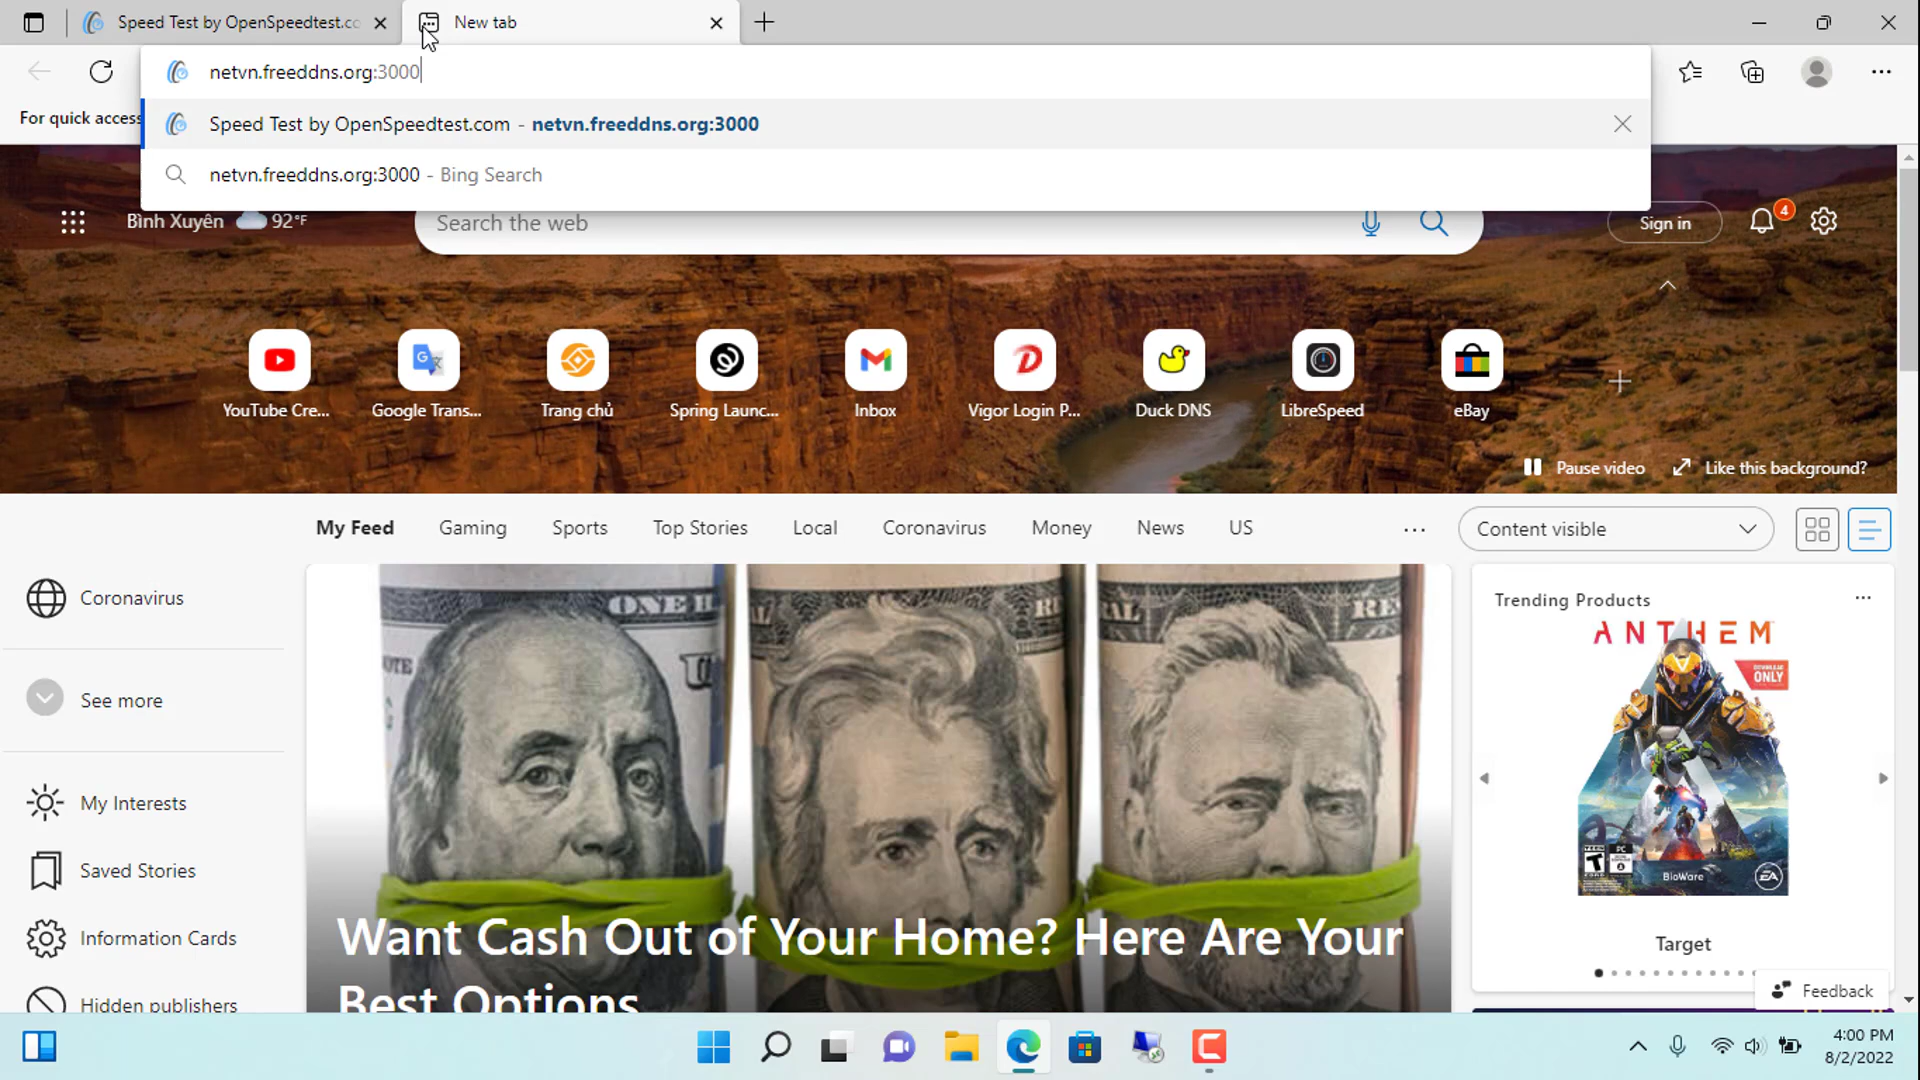 Speed Test by OpenSpeedtest.co
New tab
netvn.freeddns.org:3000
For quick access
Speed Test by OpenSpeedtest.com - netvn.freeddns.org:3000
netvn.freeddns.org:3000 - Bing Search
Bình Xuyên 92°F
Search the web
Sign in
4
YouTube Cre...
Google Trans...
Trang chủ
Spring Launc...
Inbox
Vigor Login P...
Duck DNS
LibreSpeed
eBay
Pause video
Like this background?
My Feed
Gaming
Sports
Top Stories
Local
Coronavirus
Money
News
US
Content visible
Coronavirus
See more
My Interests
Saved Stories
Information Cards
Hidden publishers
ONE H
Want Cash Out of Your Home? Here Are Your
Best Options
Trending Products
ANTHEM
DOWNLOAD
ONLY
PC
BioWare
EA
Target
Feedback
4:00 PM
8/2/2022